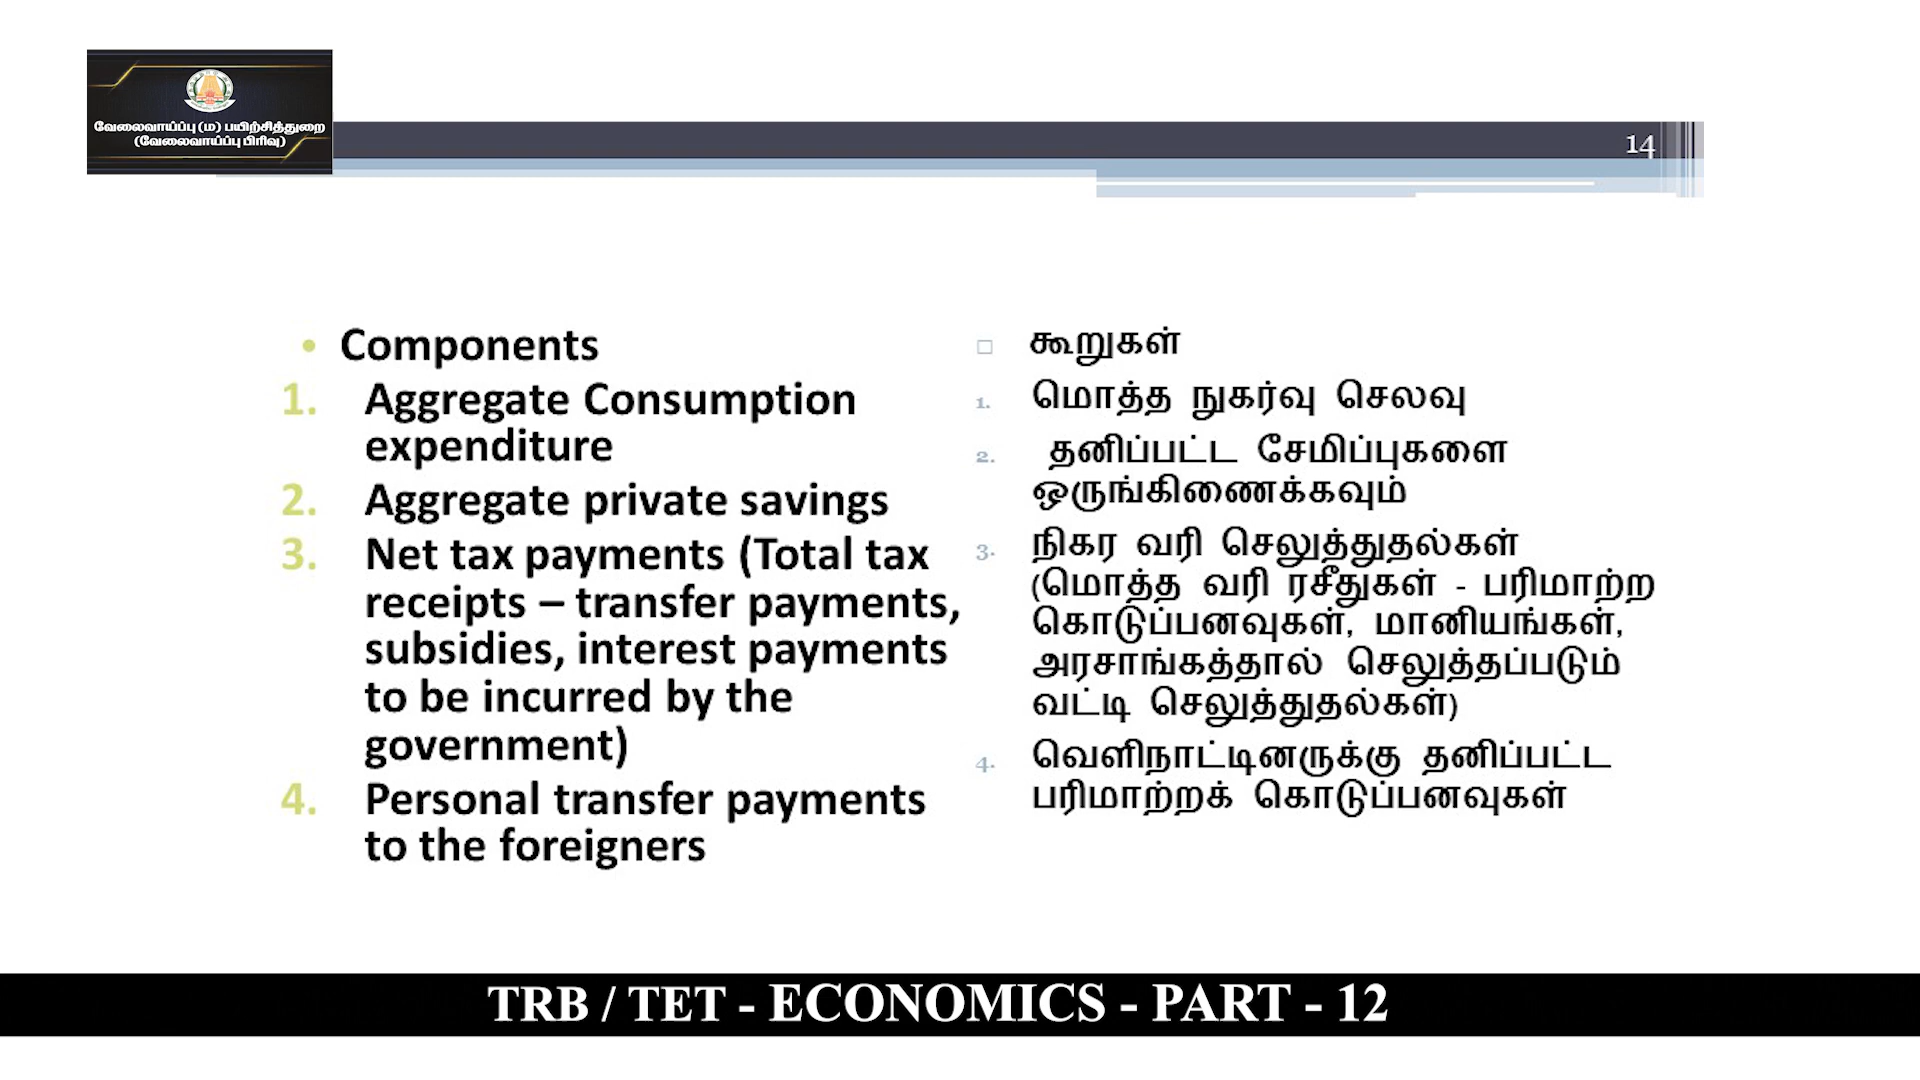 வேலைவாய்ப்பு (ம) பயிற்சித்துறை
(வேலைவாய்ப்பு பிரிவு)
14
• Components
1. Aggregate Consumption
expenditure
2. Aggregate private savings
3. Net tax payments (Total tax
receipts – transfer payments,
subsidies, interest payments
to be incurred by the
government)
4. Personal transfer payments
to the foreigners
கூறுகள்
1. மொத்த நுகர்வு செலவு
2. தனிப்பட்ட சேமிப்புகளை
ஒருங்கிணைக்கவும்
3. நிகர வரி செலுத்துதல்கள்
(மொத்த வரி ரசீதுகள் - பரிமாற்ற
கொடுப்பனவுகள், மானியங்கள்,
அரசாங்கத்தால் செலுத்தப்படும்
வட்டி செலுத்துதல்கள்)
4. வெளிநாட்டினருக்கு தனிப்பட்ட
பரிமாற்றக் கொடுப்பனவுகள்
TRB / TET - ECONOMICS - PART - 12